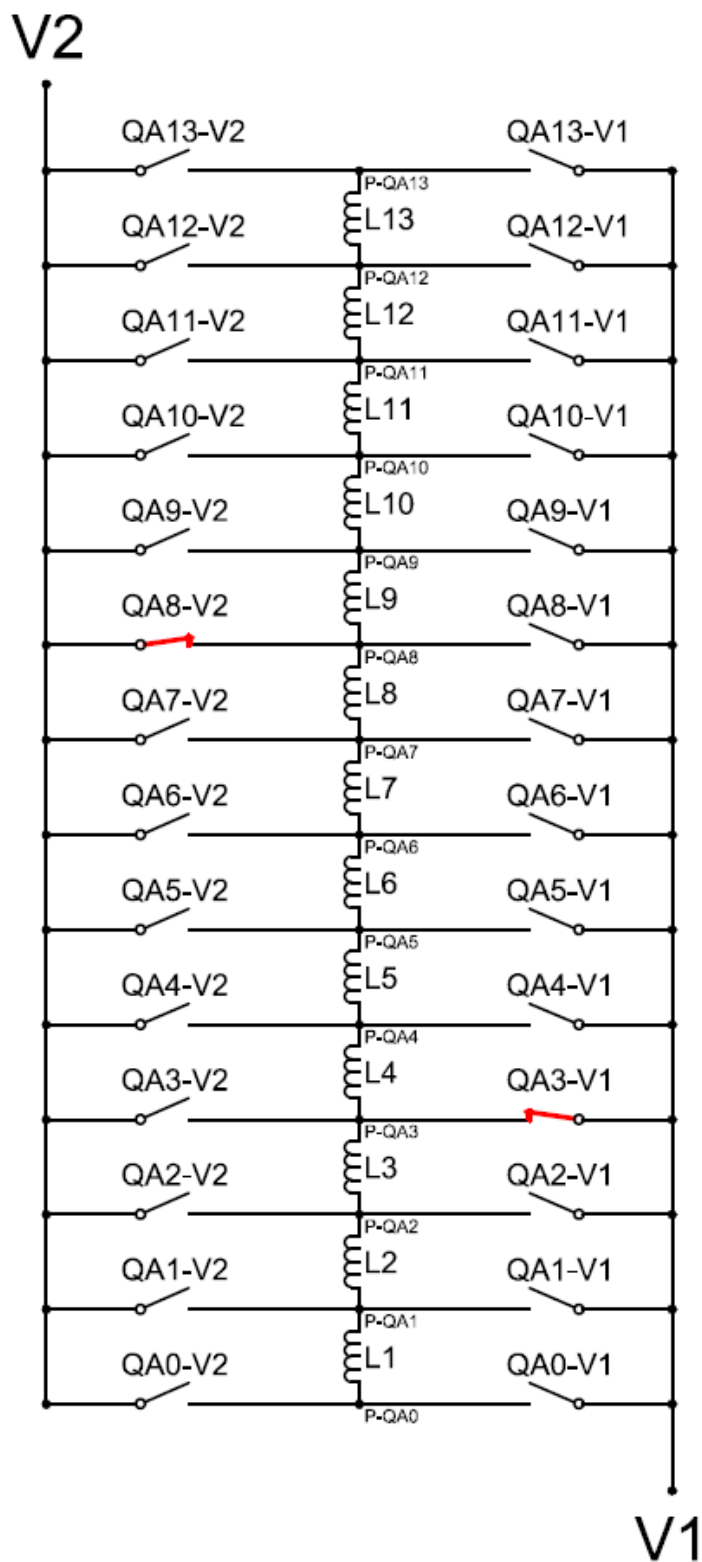 V2
QA13-V2 QA13-V1
P-QA13
L13
QA12-V2 QA12-V1
P-QA12
L12
QA11-V2 QA11-V1
P-QA11
L11
QA10-V2 QA10-V1
P-QA10
L10
QA9-V2 QA9-V1
P-QA9
L9
QA8-V2 QA8-V1
P-QA8
L8
QA7-V2 QA7-V1
P-QA7
L7
QA6-V2 QA6-V1
P-QA6
L6
QA5-V2 QA5-V1
P-QA5
L5
QA4-V2 QA4-V1
P-QA4
L4
QA3-V2 QA3-V1
P-QA3
L3
QA2-V2 QA2-V1
P-QA2
L2
QA1-V2 QA1-V1
P-QA1
L1
QA0-V2 QA0-V1
P-QA0
V1